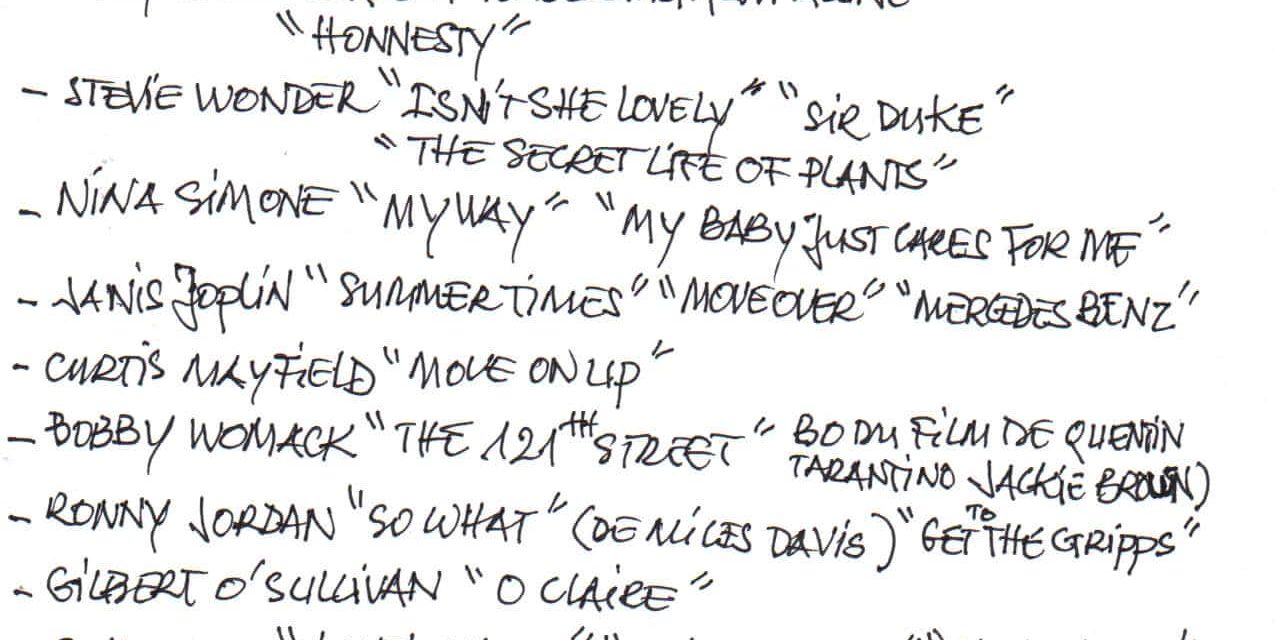 "HONNESTY"
- STEVIE WONDER "ISN'T SHE LOVELY" "SIR DUKE"
"THE SECRET LIFE OF PLANTS"
- NINA SIMONE "MY WAY" "MY BABY JUST CARES FOR ME"
- JANIS JOPLIN "SUMMERTIMES" "MOVE OVER" "MERCEDES BENZ"
- CURTIS MAYFIELD "MOVE ON UP"
- BOBBY WOMACK "THE 121TH STREET" BO DU FILM DE QUENTIN
TARANTINO JACKIE BROWN)
- RONNY JORDAN "SO WHAT" (DE MILES DAVIS) "GET TO THE GRIPPS"
- GILBERT O'SULLIVAN "O CLAIRE"